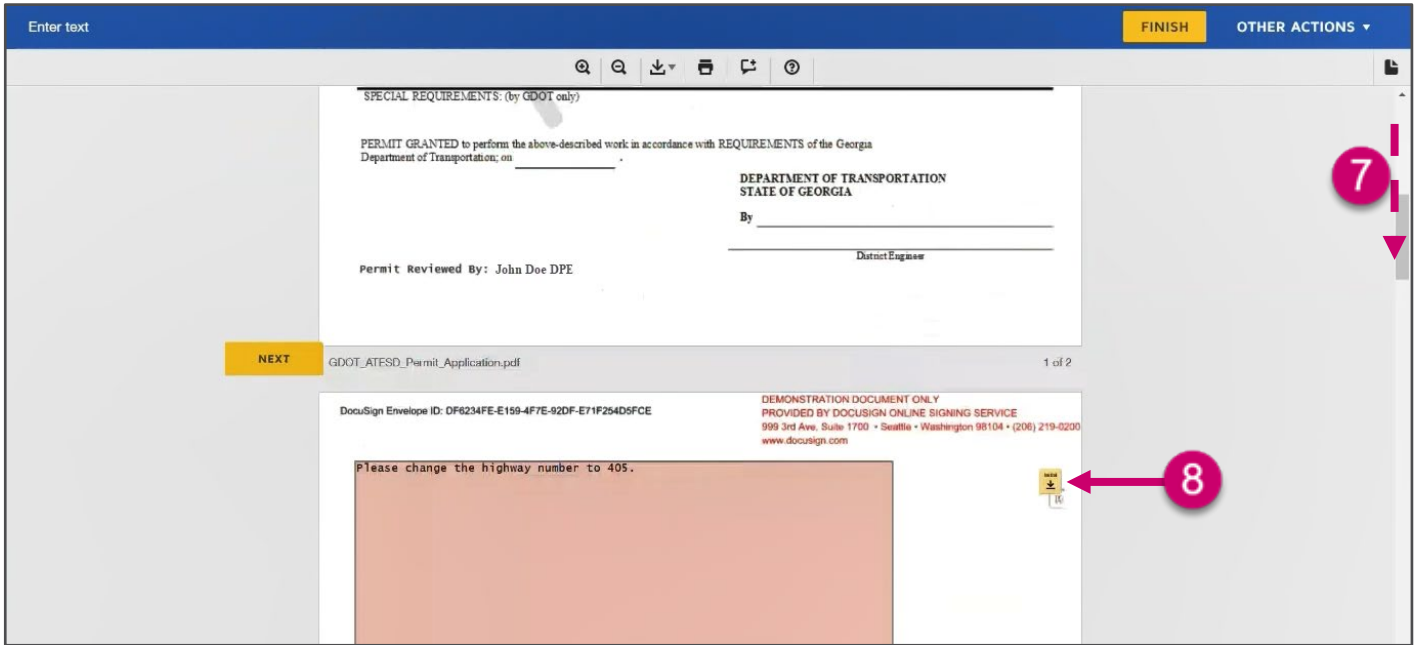 Enter text
FINISH
OTHER ACTIONS
SPECIAL REQUIREMENTS: (by GDOT only)
PERMIT GRANTED to perform the above-described work in accordance with REQUIREMENTS of the Georgia
Department of Transportation; on .
7
DEPARTMENT OF TRANSPORTATION
STATE OF GEORGIA
By
District Engineer
Permit Reviewed By: John Doe DPE
NEXT
GDOT_ATESD_Permit_Application.pdf
1 of 2
DocuSign Envelope ID: DF6234FE-E159-4F7E-92DF-E71F254D5FCE
DEMONSTRATION DOCUMENT ONLY
PROVIDED BY DOCUSIGN ONLINE SIGNING SERVICE
999 3rd Ave, Suite 1700 • Seattle • Washington 98104 • (206) 219-0200
www.docusign.com
Please change the highway number to 405.
8